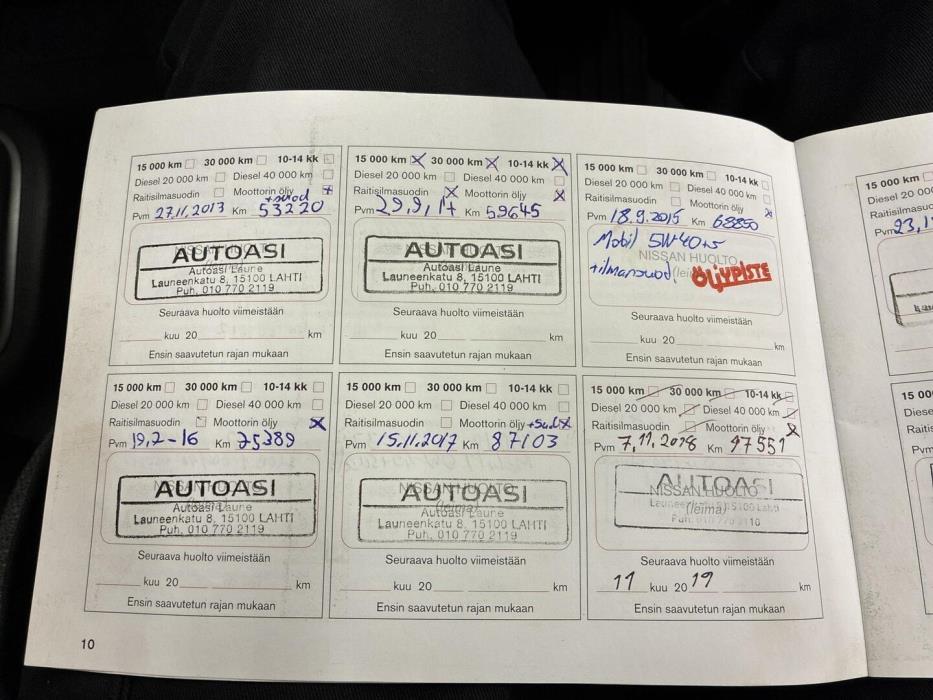 15 000 km 30 000 km 10-14 kk
Diesel 20 000 km Diesel 40 000 km
Raitisilmasuodin Moottorin öljy
+suod
Pvm 27.11.2013 Km 53220
AUTOASI
Autoasi Laune
Launeenkatu 8, 15100 LAHTI
Puh. 010 770 2119
Seuraava huolto viimeistään
kuu 20 km
Ensin saavutetun rajan mukaan
15 000 km X 30 000 km X 10-14 kk X
Diesel 20 000 km Diesel 40 000 km
Raitisilmasuodin X Moottorin öljy X
Pvm 29.9.14 Km 59645
AUTOASI
Autoasi Laune
Launeenkatu 8, 15100 LAHTI
Puh. 010 770 2119
Seuraava huolto viimeistään
kuu 20 km
Ensin saavutetun rajan mukaan
15 000 km 30 000 km 10-14 kk
Diesel 20 000 km Diesel 40 000 km
Raitisilmasuodin Moottorin öljy x
Pvm 18.9.2015 Km 68850
Mobil 5W40+s
NISSAN HUOLTO
+ilmansuod.
ÖLJYPISTE
Seuraava huolto viimeistään
kuu 20 km
Ensin saavutetun rajan mukaan
15 000 km 30 000 km 10-14 kk
Diesel 20 000 km Diesel 40 000 km
Raitisilmasuodin Moottorin öljy X
Pvm 19.2-16 Km 75389
AUTOASI
Autoasi Laune
Launeenkatu 8, 15100 LAHTI
Puh. 010 770 2119
Seuraava huolto viimeistään
kuu 20 km
Ensin saavutetun rajan mukaan
15 000 km 30 000 km 10-14 kk
Diesel 20 000 km Diesel 40 000 km
Raitisilmasuodin Moottorin öljy
Pvm 15.11.2017 Km 87103
NISSAN HUOLTO
AUTOASI
(leima)
Autoasi Laune
Launeenkatu 8, 15100 LAHTI
Puh. 010 770 2119
Seuraava huolto viimeistään
kuu 20 km
Ensin saavutetun rajan mukaan
15 000 km 30 000 km 10-14 kk
Diesel 20 000 km Diesel 40 000 km
Raitisilmasuodin Moottorin öljy X
Pvm 7.11.2018 Km 97551
AUTOASI
NISSAN HUOLTO
(leima)
Seuraava huolto viimeistään
11 kuu 2019 km
Ensin saavutetun rajan mukaan
10
15 000
Pvm